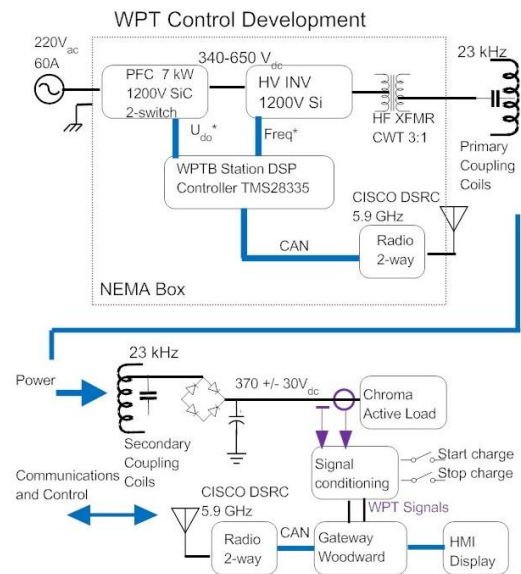 WPT Control Development
220Vac
60A
PFC 7 kW
1200V SiC
2-switch
340-650 Vdc
HV INV
1200V Si
23 kHz
HF XFMR
CWT 3:1
Primary
Coupling
Coils
Udo*
Freq*
WPTB Station DSP
Controller TMS28335
CISCO DSRC
5.9 GHz
CAN
Radio
2-way
NEMA Box
23 kHz
Power
370 +/- 30Vdc
Chroma
Active Load
Secondary
Coupling
Coils
Signal
conditioning
Start charge
Stop charge
Communications
and Control
CISCO DSRC
5.9 GHz
WPT Signals
Radio
2-way
CAN
Gateway
Woodward
HMI
Display